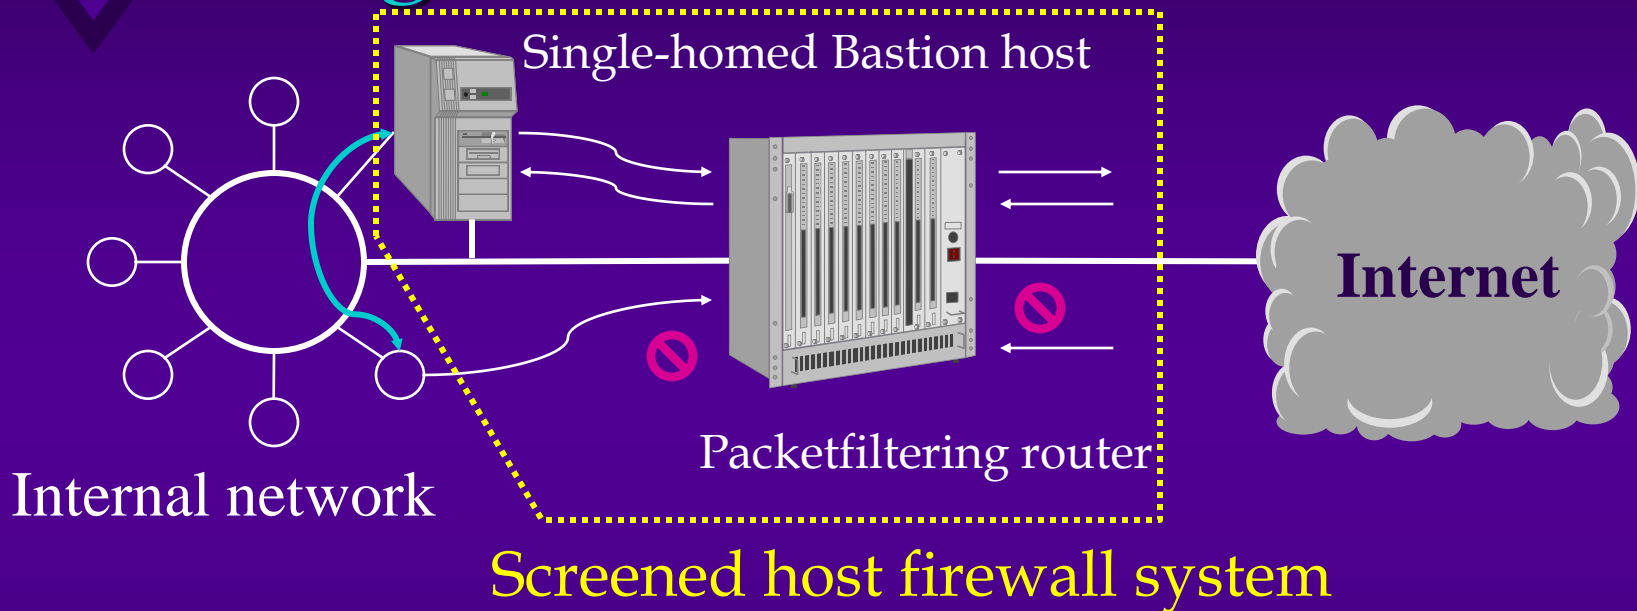 Single-homed Bastion host
Internet
Packetfiltering router
Internal network
Screened host firewall system